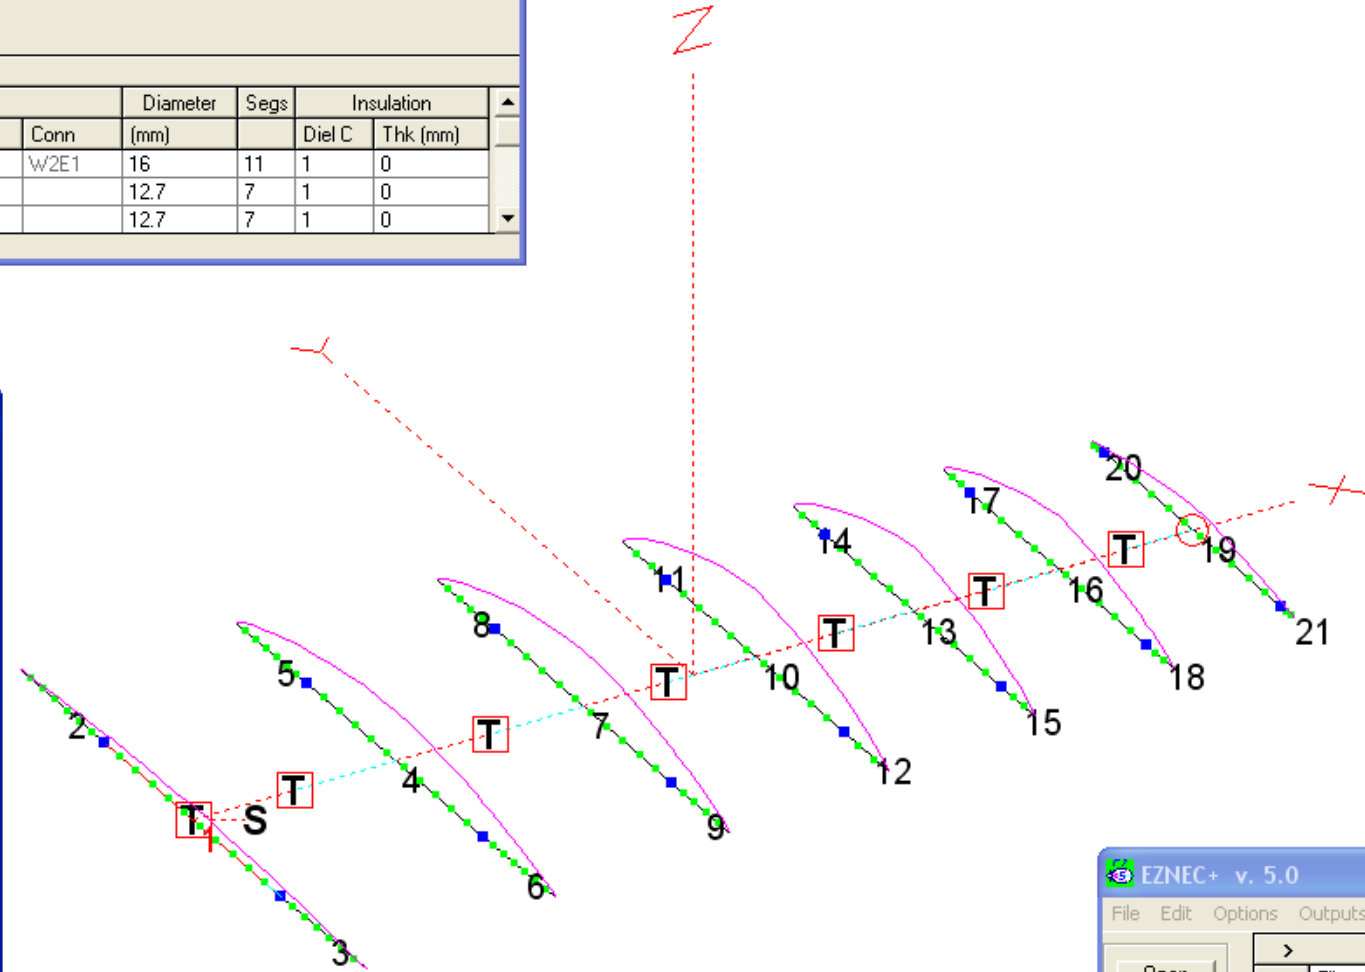 Z
Diameter Segs Insulation
Conn (mm) Diel C Thk (mm)
W2E1 16 11 1 0
12.7 7 1 0
12.7 7 1 0
Y
20
X
17
14
T 19
11
T 16
8
T 13 21
5
T 10 18
2
T 7 15
T 4 12
T S
1 9
6
3
EZNEC+ v. 5.0
File Edit Options Outputs
>